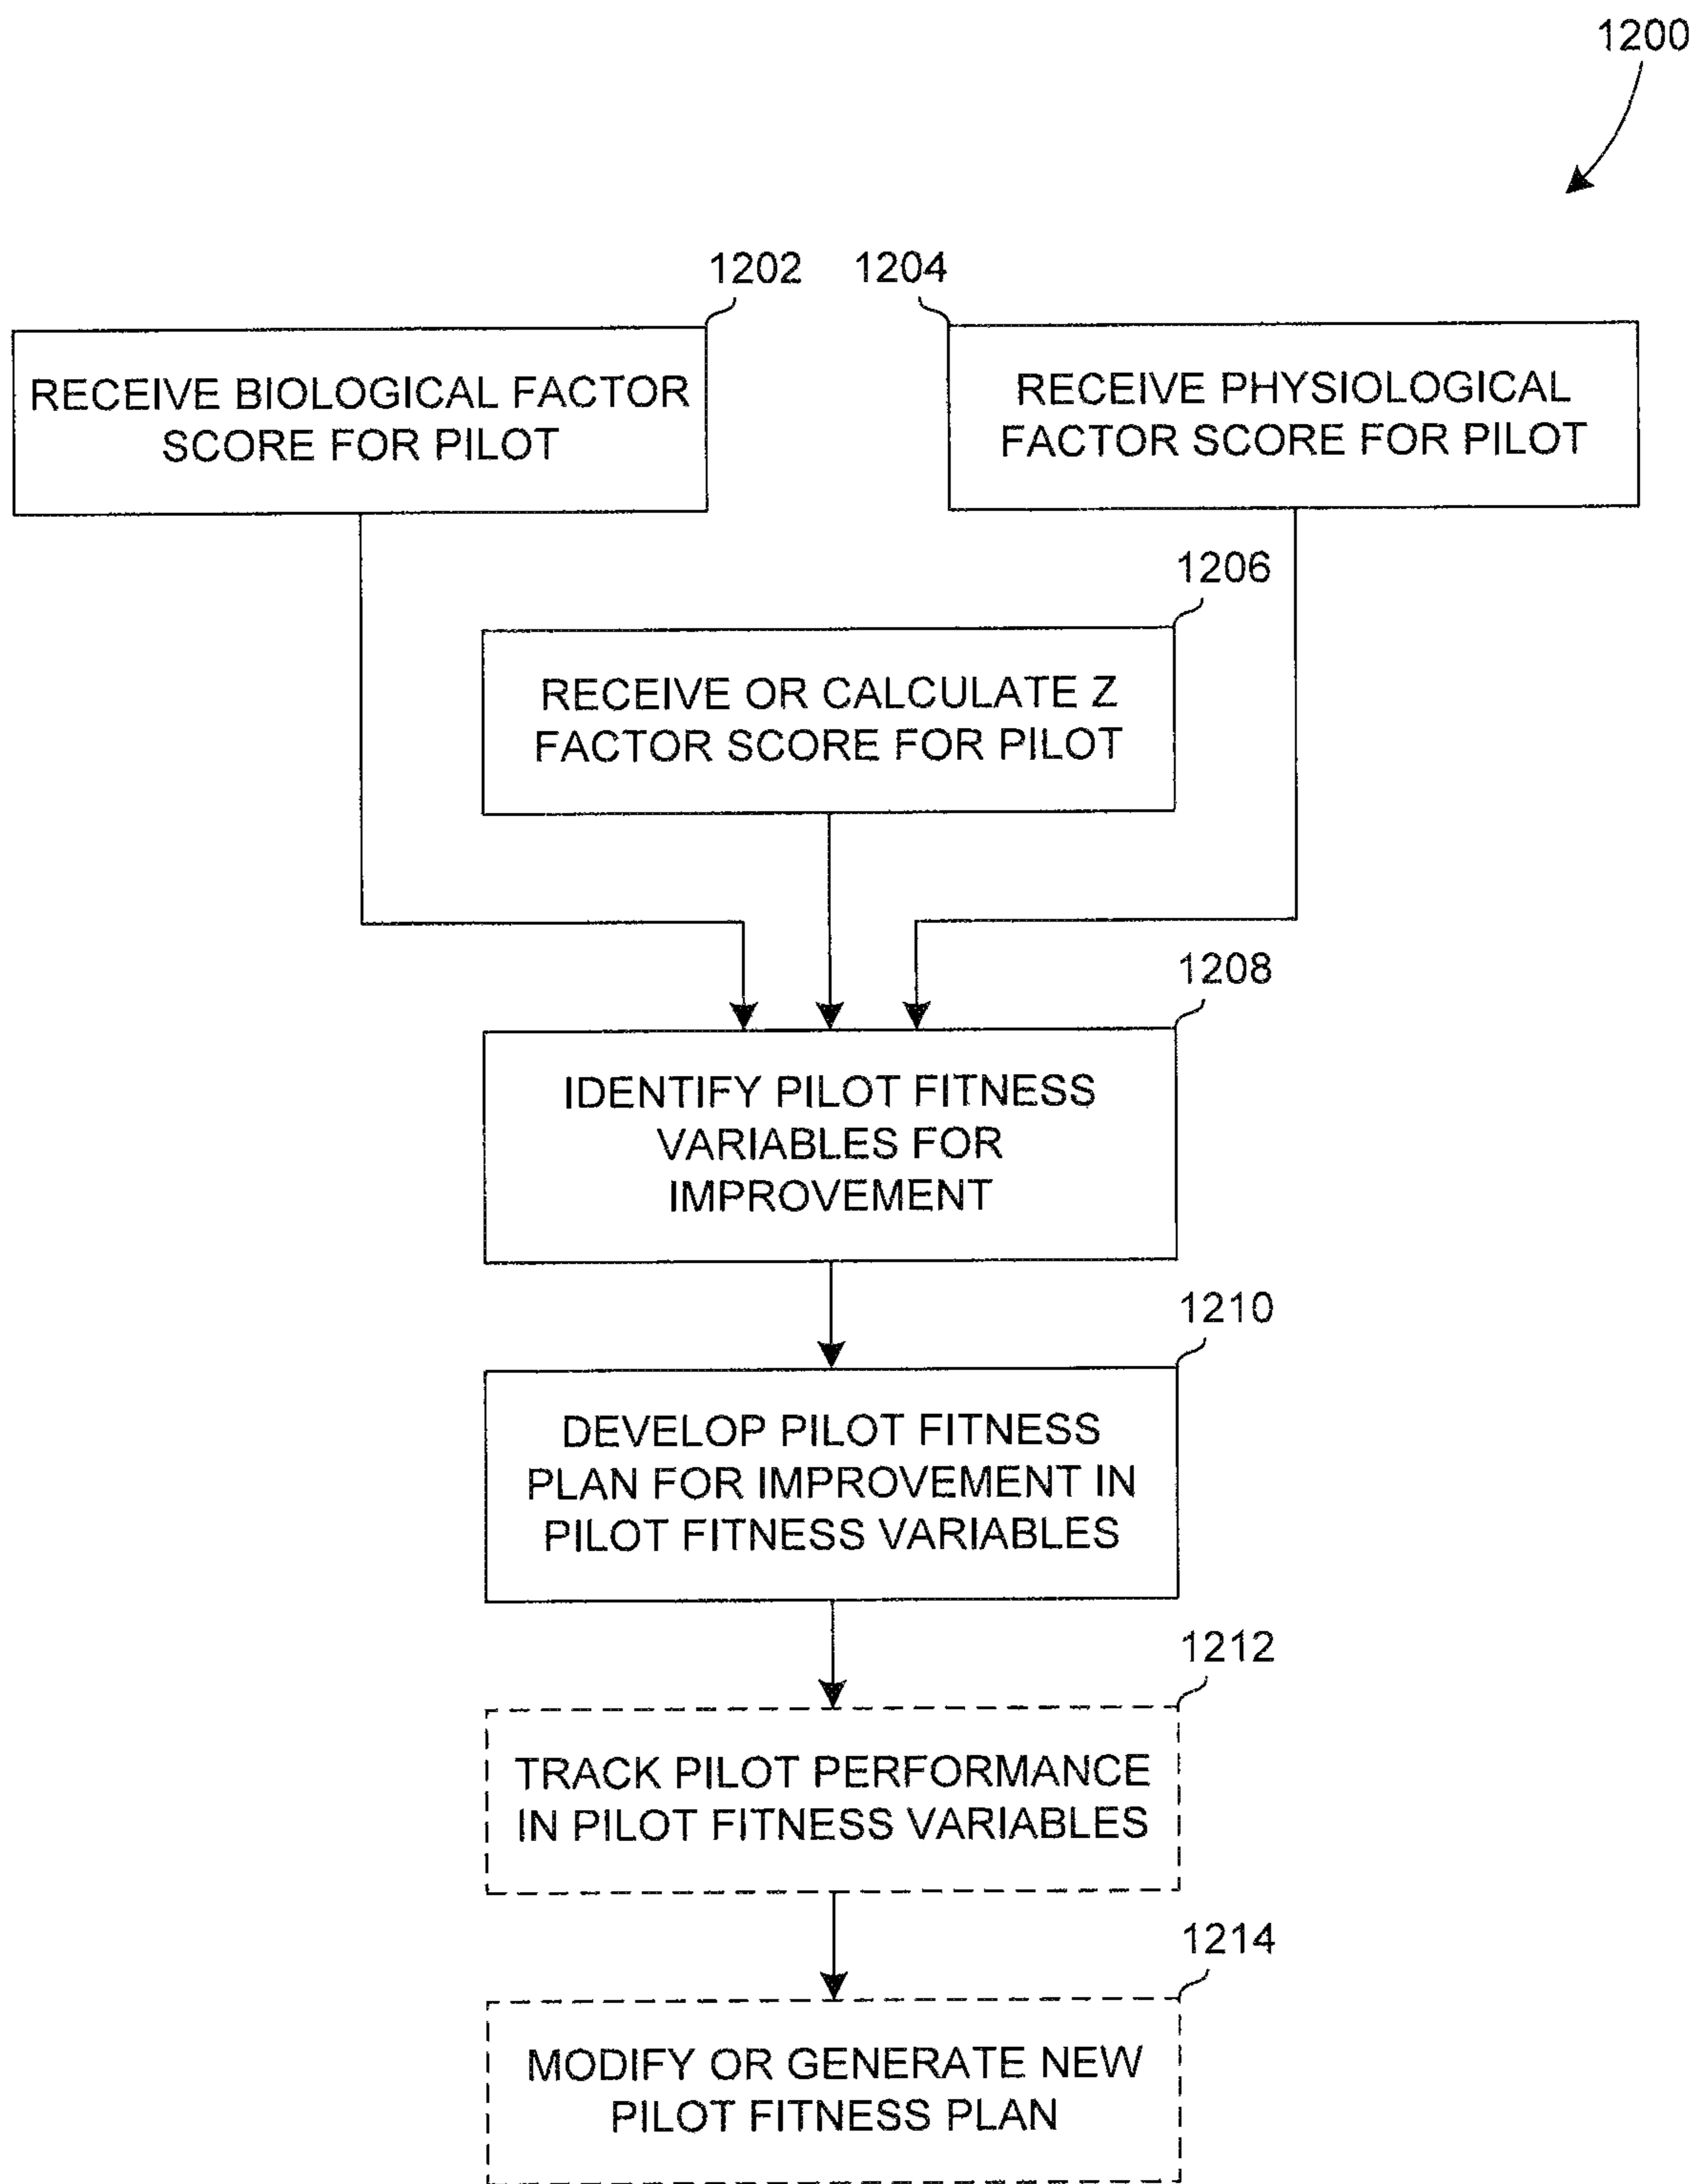 1200
1202
1204
RECEIVE BIOLOGICAL FACTOR
SCORE FOR PILOT
RECEIVE PHYSIOLOGICAL
FACTOR SCORE FOR PILOT
1206
RECEIVE OR CALCULATE Z
FACTOR SCORE FOR PILOT
1208
IDENTIFY PILOT FITNESS
VARIABLES FOR
IMPROVEMENT
1210
DEVELOP PILOT FITNESS
PLAN FOR IMPROVEMENT IN
PILOT FITNESS VARIABLES
1212
TRACK PILOT PERFORMANCE
IN PILOT FITNESS VARIABLES
1214
MODIFY OR GENERATE NEW
PILOT FITNESS PLAN